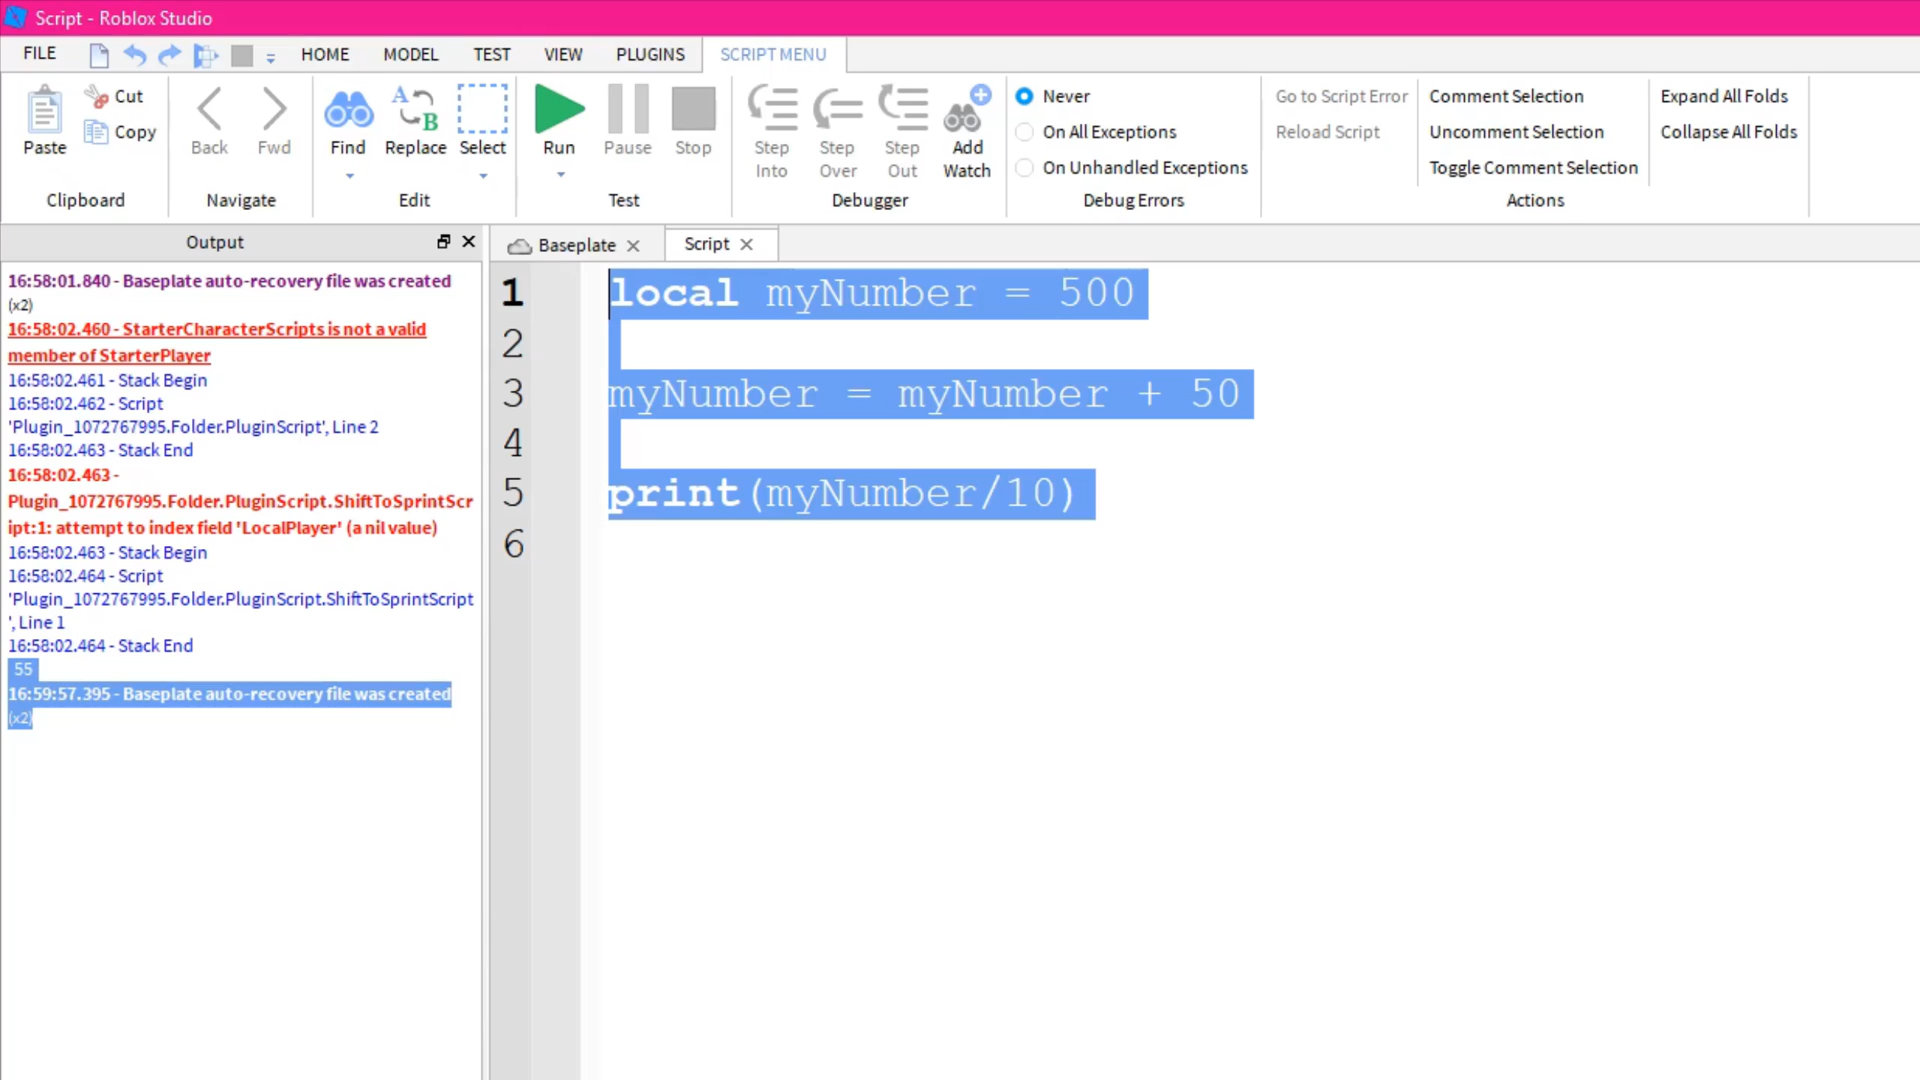 Script - Roblox Studio
FILE HOME MODEL TEST VIEW PLUGINS SCRIPT MENU
Paste
Cut
Copy
Clipboard
Back
Fwd
Navigate
Find
A B
Replace
Select
Edit
Run
Pause
Stop
Test
Step Into
Step Over
Step Out
Add Watch
Debugger
Never
On All Exceptions
On Unhandled Exceptions
Debug Errors
Go to Script Error
Reload Script
Comment Selection
Uncomment Selection
Toggle Comment Selection
Actions
Expand All Folds
Collapse All Folds
Output
16:58:01.840 - Baseplate auto-recovery file was created
(x2)
16:58:02.460 - StarterCharacterScripts is not a valid
member of StarterPlayer
16:58:02.461 - Stack Begin
16:58:02.462 - Script
'Plugin_1072767995.Folder.PluginScript', Line 2
16:58:02.463 - Stack End
16:58:02.463 -
Plugin_1072767995.Folder.PluginScript.ShiftToSprintScr
ipt:1: attempt to index field 'LocalPlayer' (a nil value)
16:58:02.463 - Stack Begin
16:58:02.464 - Script
'Plugin_1072767995.Folder.PluginScript.ShiftToSprintScript
', Line 1
16:58:02.464 - Stack End
55
16:59:57.395 - Baseplate auto-recovery file was created
(x2)
Baseplate
Script
1 local myNumber = 500
2
3 myNumber = myNumber + 50
4
5 print(myNumber/10)
6